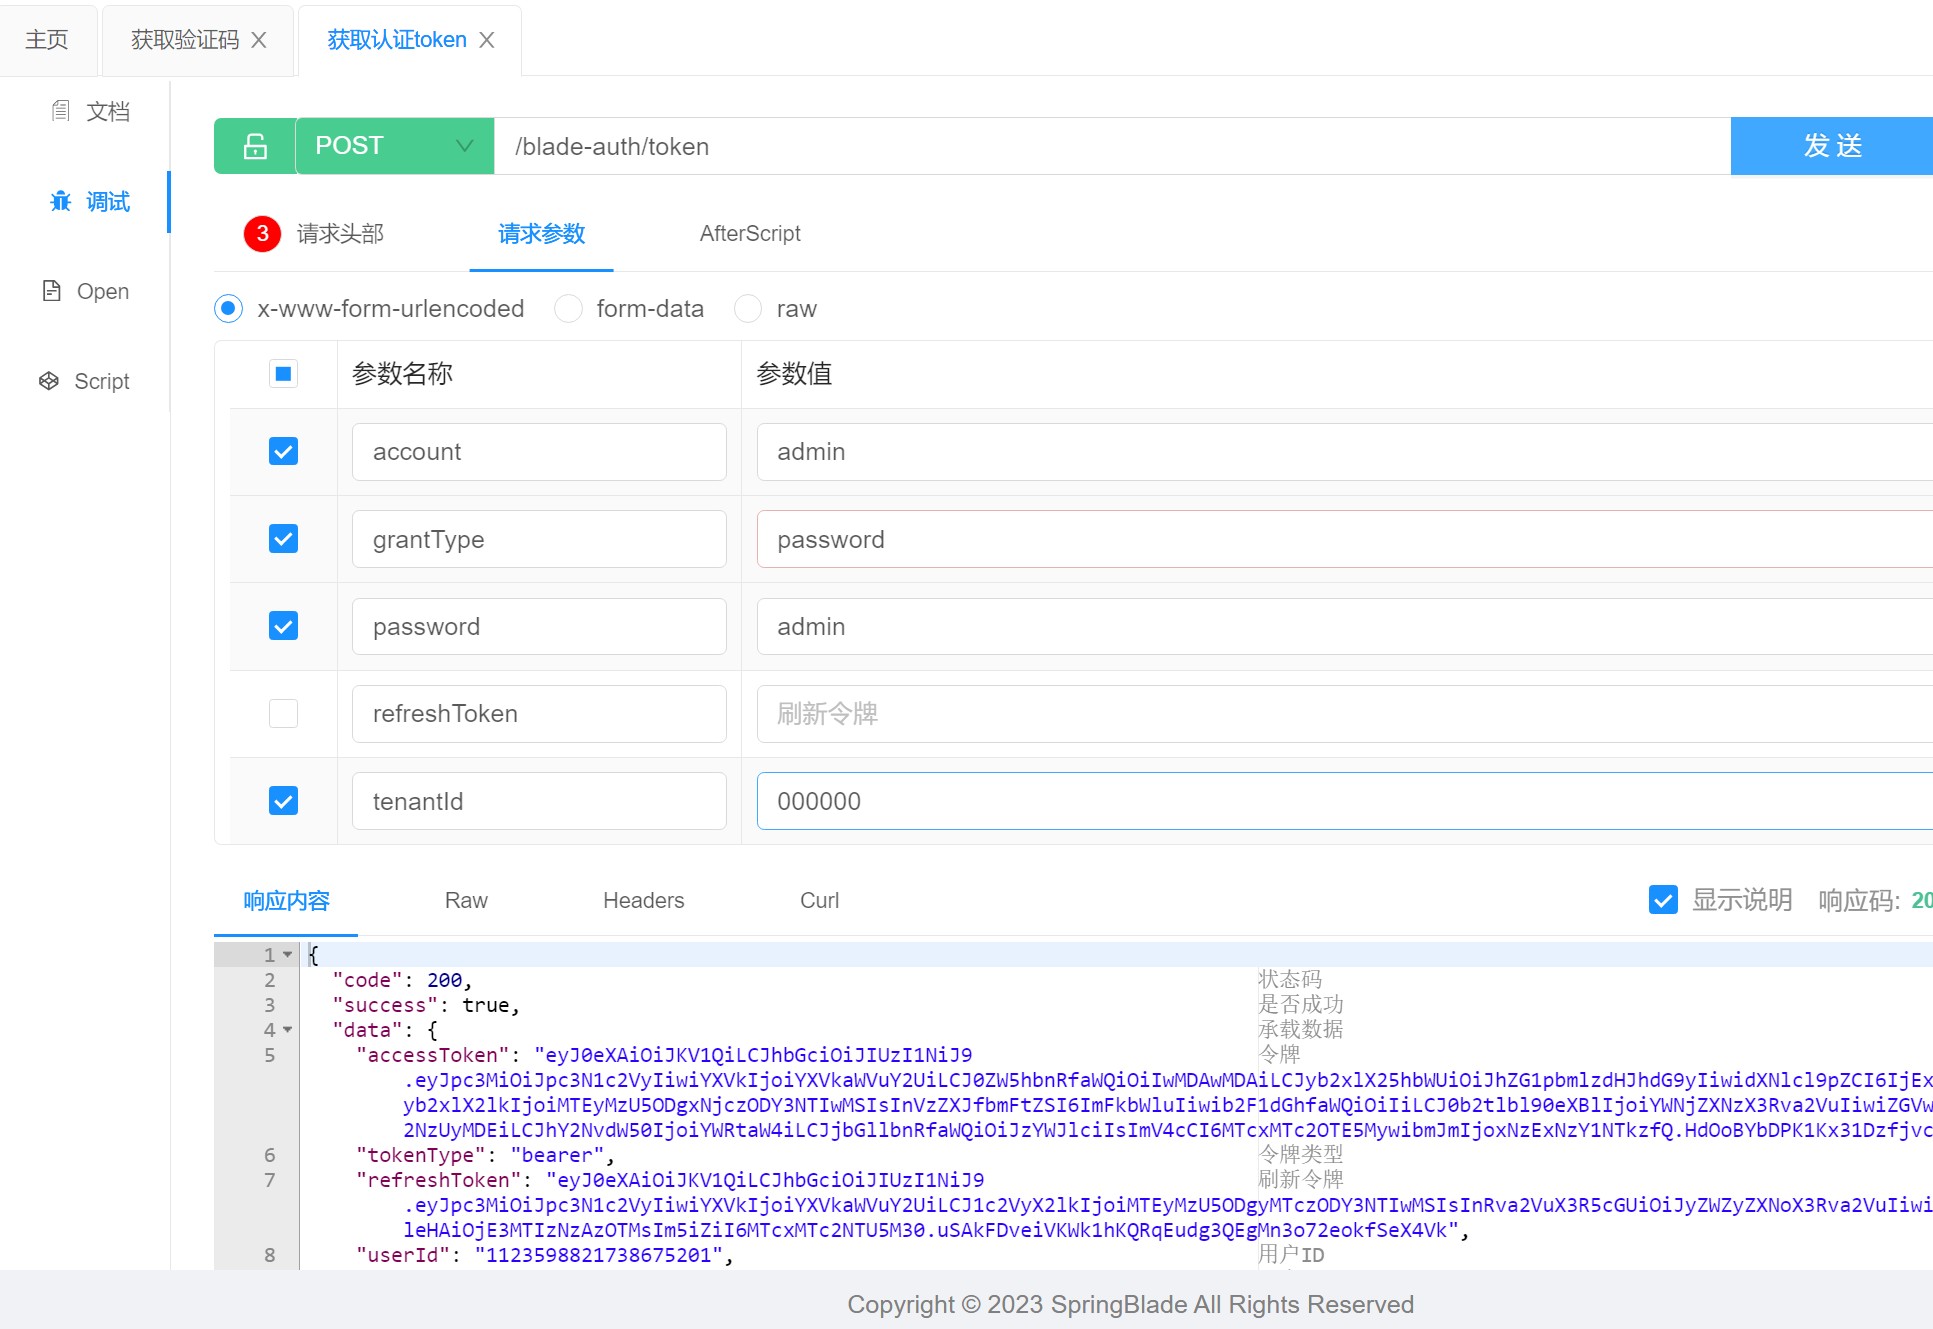 主页 获取验证码 X 获取认证token X
文档
调试
Open
Script
POST /blade-auth/token 发 送
3 请求头部 请求参数 AfterScript
x-www-form-urlencoded form-data raw
参数名称 参数值
account admin
grantType password
password admin
refreshToken 刷新令牌
tenantId 000000
响应内容 Raw Headers Curl 显示说明 响应码: 20
1 {
2 "code": 200, 状态码
3 "success": true, 是否成功
4 "data": { 承载数据
5 "accessToken": "eyJ0eXAiOiJKV1QiLCJhbGciOiJIUzI1NiJ9 令牌
.eyJpc3MiOiJpc3N1c2VyIiwiYXVkIjoiYXVkaWVuY2UiLCJ0ZW5hbnRfaWQiOiIwMDAwMDAiLCJyb2xlX25hbWUiOiJhZG1pbmlzdHJhdG9yIiwidXNlcl9pZCI6IjEx
yb2xlX2lkIjoiMTEyMzU5ODgxNjczODY3NTIwMSIsInVzZXJfbmFtZSI6ImFkbWluIiwib2F1dGhfaWQiOiIiLCJ0b2tlbl90eXBlIjoiYWNjZXNzX3Rva2VuIiwiZGVw
2NzUyMDEiLCJhY2NvdW50IjoiYWRtaW4iLCJjbGllbnRfaWQiOiJzYWJlciIsImV4cCI6MTcxMTc2OTE5MywibmJmIjoxNzExNzY1NTkzfQ.HdOoBYbDPK1Kx31Dzfjvc
6 "tokenType": "bearer", 令牌类型
7 "refreshToken": "eyJ0eXAiOiJKV1QiLCJhbGciOiJIUzI1NiJ9 刷新令牌
.eyJpc3MiOiJpc3N1c2VyIiwiYXVkIjoiYXVkaWVuY2UiLCJ1c2VyX2lkIjoiMTEyMzU5ODgyMTczODY3NTIwMSIsInRva2VuX3R5cGUiOiJyZWZyZXNoX3Rva2VuIiwi
leHAiOjE3MTIzNzAzOTMsIm5iZiI6MTcxMTc2NTU5M30.uSAkFDveiVKWk1hKQRqEudg3QEgMn3o72eokfSeX4Vk",
8 "userId": "1123598821738675201", 用户ID
Copyright © 2023 SpringBlade All Rights Reserved